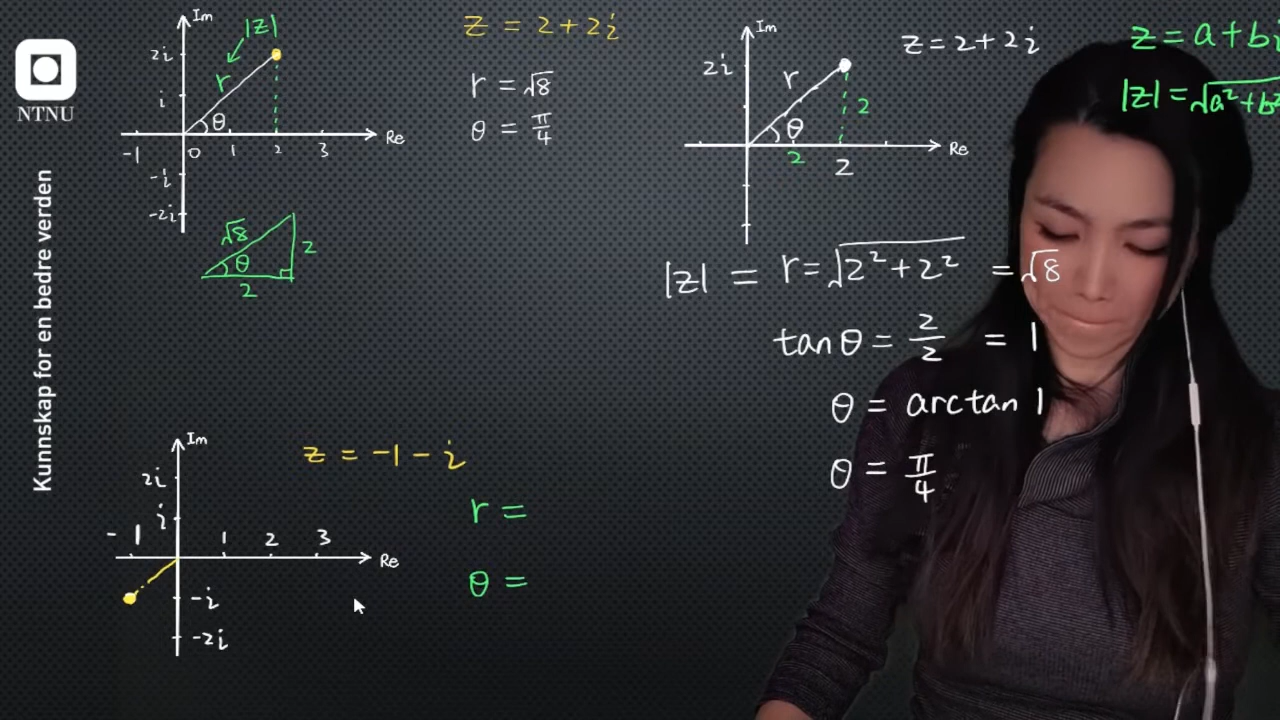 NTNU
Kunnskap for en bedre verden
Im
|z|
2i
r
i
θ
Re
-1 0 1 2 3
-i
-2i
√8
θ
2
2
z = 2 + 2i
r = √8
θ = π/4
Im
z = 2 + 2i
2i
r
2
θ
Re
2
2
z = a + bi
|z| = √a² + b²
|z| = r = √2² + 2² = √8
tan θ = 2/2 = 1
θ = arctan 1
θ = π/4
Im
z = -1 - i
2i
i
-1 1 2 3
Re
-i
-2i
r =
θ =